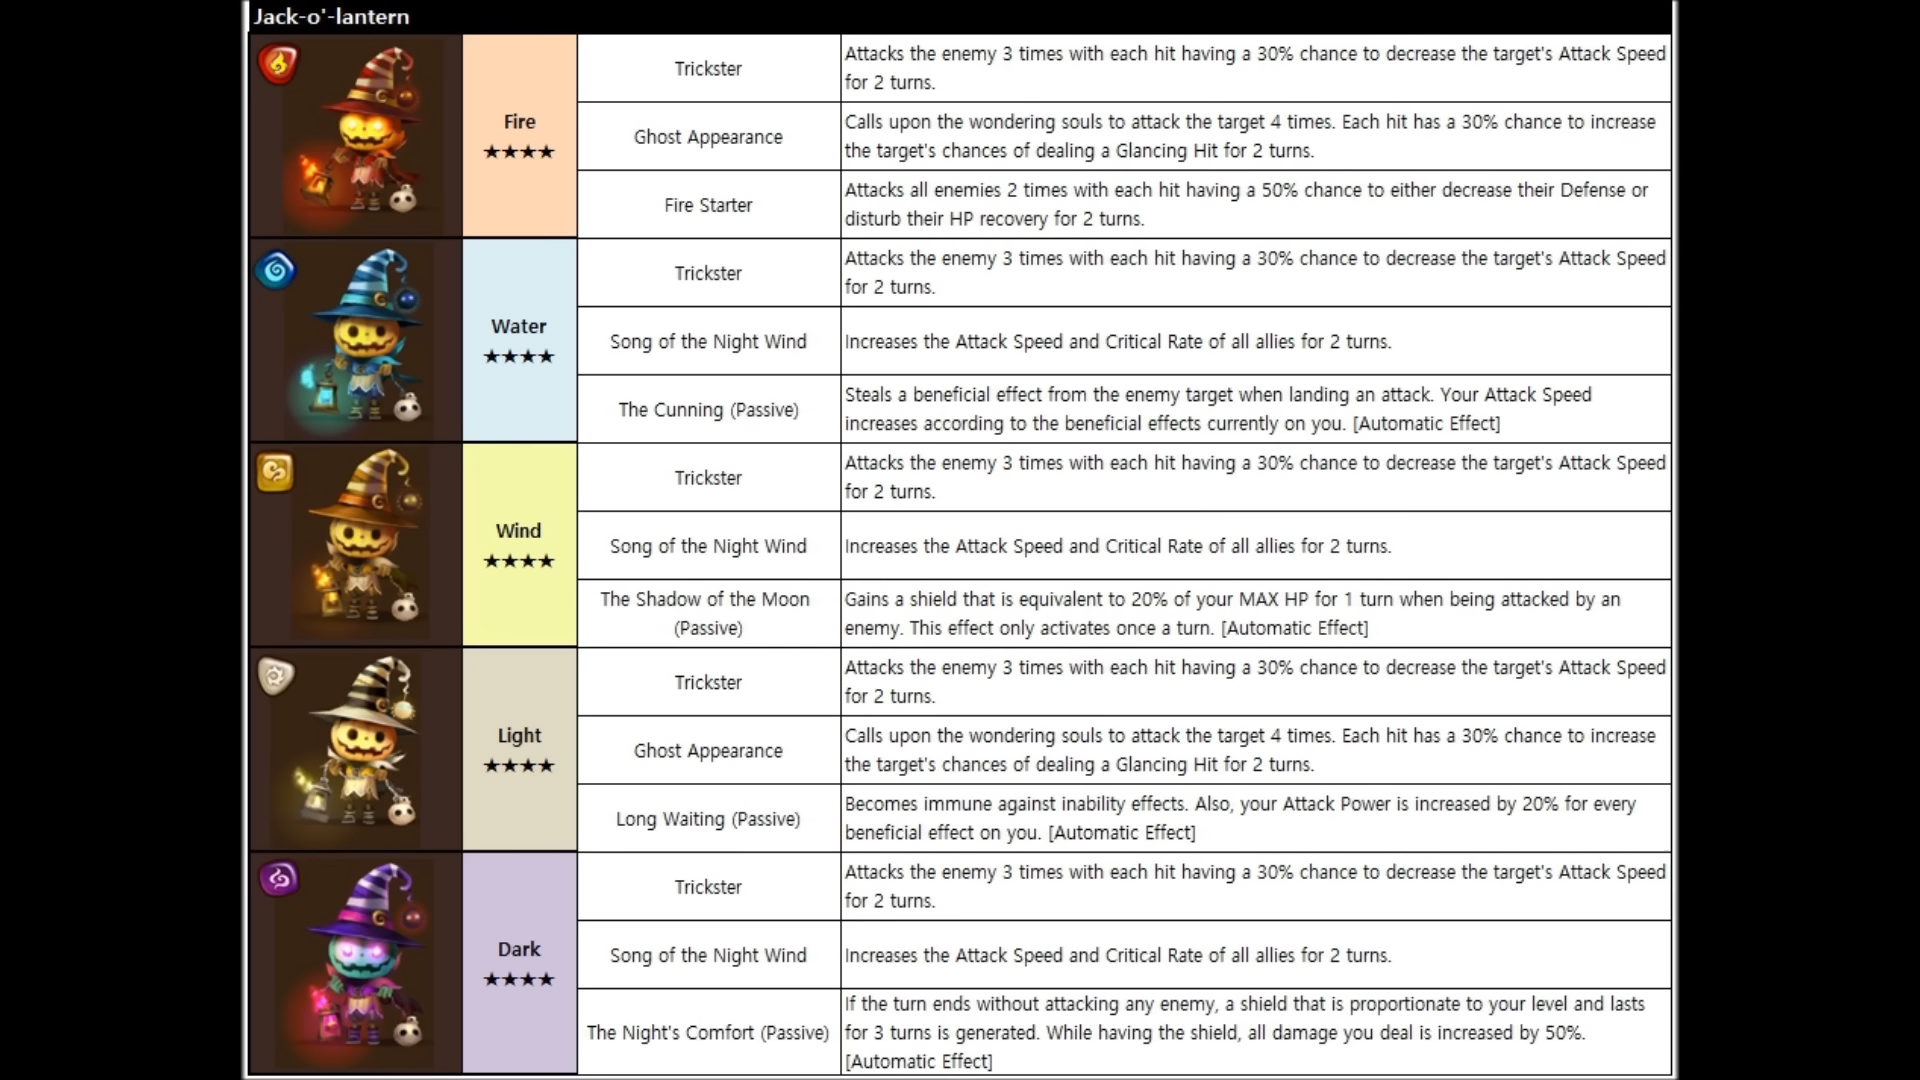 Jack-o'-lantern
Fire
★★★★
Trickster
Attacks the enemy 3 times with each hit having a 30% chance to decrease the target's Attack Speed
for 2 turns.
Ghost Appearance
Calls upon the wondering souls to attack the target 4 times. Each hit has a 30% chance to increase
the target's chances of dealing a Glancing Hit for 2 turns.
Fire Starter
Attacks all enemies 2 times with each hit having a 50% chance to either decrease their Defense or
disturb their HP recovery for 2 turns.
Water
★★★★
Trickster
Attacks the enemy 3 times with each hit having a 30% chance to decrease the target's Attack Speed
for 2 turns.
Song of the Night Wind
Increases the Attack Speed and Critical Rate of all allies for 2 turns.
The Cunning (Passive)
Steals a beneficial effect from the enemy target when landing an attack. Your Attack Speed
increases according to the beneficial effects currently on you. [Automatic Effect]
Wind
★★★★
Trickster
Attacks the enemy 3 times with each hit having a 30% chance to decrease the target's Attack Speed
for 2 turns.
Song of the Night Wind
Increases the Attack Speed and Critical Rate of all allies for 2 turns.
The Shadow of the Moon
(Passive)
Gains a shield that is equivalent to 20% of your MAX HP for 1 turn when being attacked by an
enemy. This effect only activates once a turn. [Automatic Effect]
Light
★★★★
Trickster
Attacks the enemy 3 times with each hit having a 30% chance to decrease the target's Attack Speed
for 2 turns.
Ghost Appearance
Calls upon the wondering souls to attack the target 4 times. Each hit has a 30% chance to increase
the target's chances of dealing a Glancing Hit for 2 turns.
Long Waiting (Passive)
Becomes immune against inability effects. Also, your Attack Power is increased by 20% for every
beneficial effect on you. [Automatic Effect]
Dark
★★★★
Trickster
Attacks the enemy 3 times with each hit having a 30% chance to decrease the target's Attack Speed
for 2 turns.
Song of the Night Wind
Increases the Attack Speed and Critical Rate of all allies for 2 turns.
The Night's Comfort (Passive)
If the turn ends without attacking any enemy, a shield that is proportionate to your level and lasts
for 3 turns is generated. While having the shield, all damage you deal is increased by 50%.
[Automatic Effect]